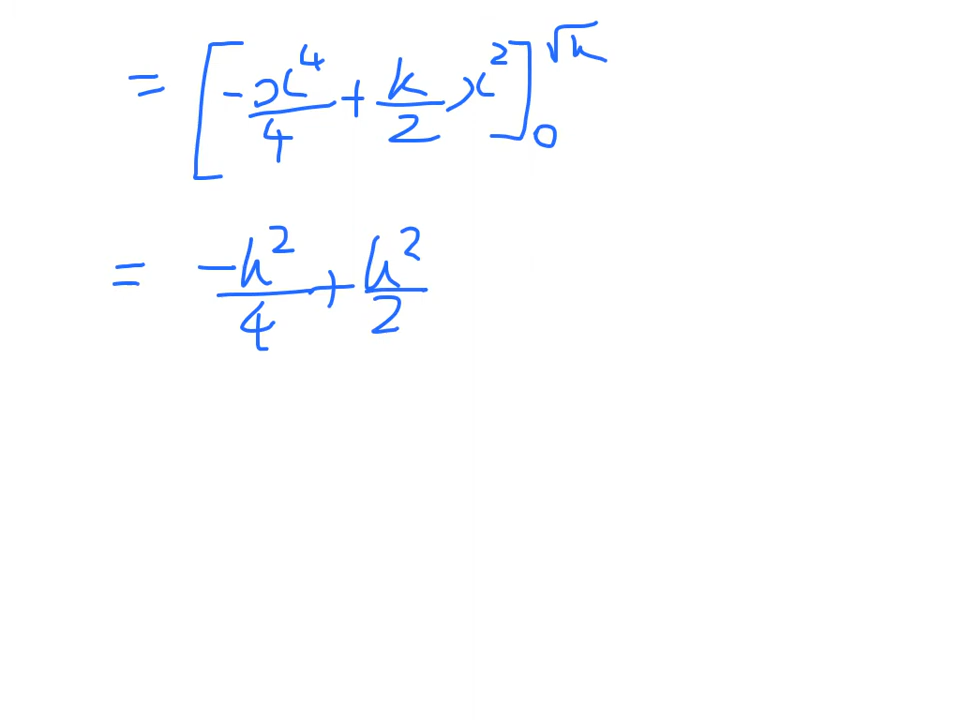 = [-x⁴/4 + k/2 x²]₀^√k
= -k²/4 + k²/2